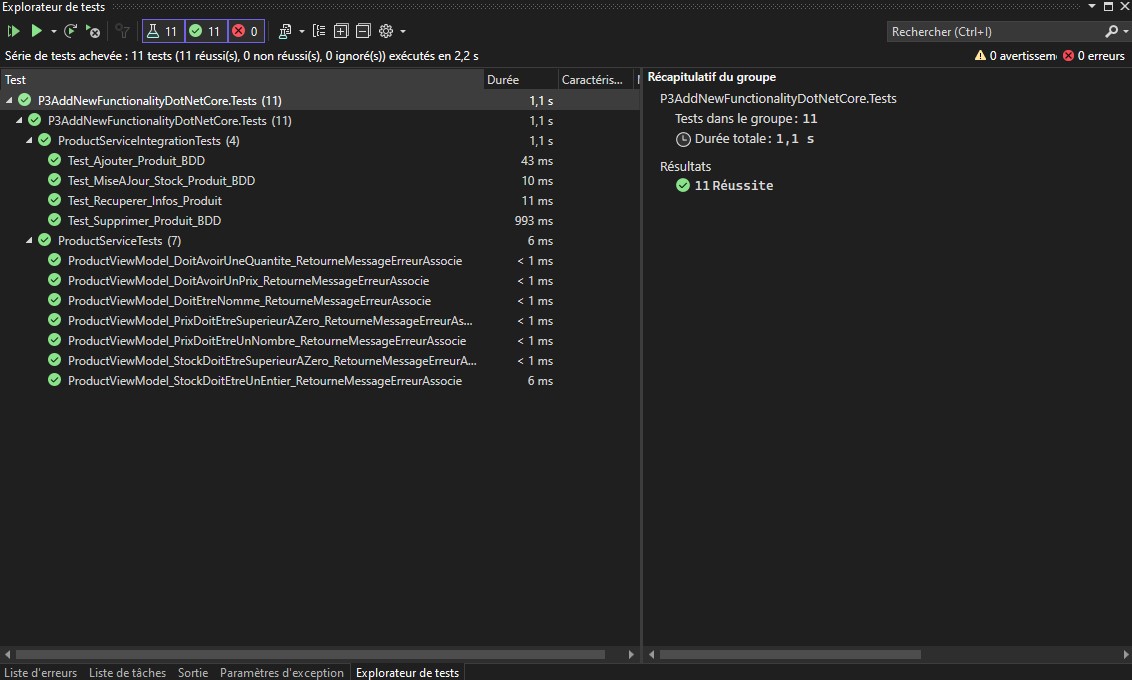 Explorateur de tests
11 11 0
Rechercher (Ctrl+I)
Série de tests achevée : 11 tests (11 réussi(s), 0 non réussi(s), 0 ignoré(s)) exécutés en 2,2 s
0 avertissem 0 erreurs
Test Durée Caractéris...
P3AddNewFunctionalityDotNetCore.Tests (11) 1,1 s
P3AddNewFunctionalityDotNetCore.Tests (11) 1,1 s
ProductServiceIntegrationTests (4) 1,1 s
Test_Ajouter_Produit_BDD 43 ms
Test_MiseAJour_Stock_Produit_BDD 10 ms
Test_Recuperer_Infos_Produit 11 ms
Test_Supprimer_Produit_BDD 993 ms
ProductServiceTests (7) 6 ms
ProductViewModel_DoitAvoirUneQuantite_RetourneMessageErreurAssocie < 1 ms
ProductViewModel_DoitAvoirUnPrix_RetourneMessageErreurAssocie < 1 ms
ProductViewModel_DoitEtreNomme_RetourneMessageErreurAssocie < 1 ms
ProductViewModel_PrixDoitEtreSuperieurAZero_RetourneMessageErreurAs... < 1 ms
ProductViewModel_PrixDoitEtreUnNombre_RetourneMessageErreurAssocie < 1 ms
ProductViewModel_StockDoitEtreSuperieurAZero_RetourneMessageErreurA... < 1 ms
ProductViewModel_StockDoitEtreUnEntier_RetourneMessageErreurAssocie 6 ms
Récapitulatif du groupe
P3AddNewFunctionalityDotNetCore.Tests
Tests dans le groupe : 11
Durée totale : 1,1 s
Résultats
11 Réussite
Liste d'erreurs Liste de tâches Sortie Paramètres d'exception Explorateur de tests